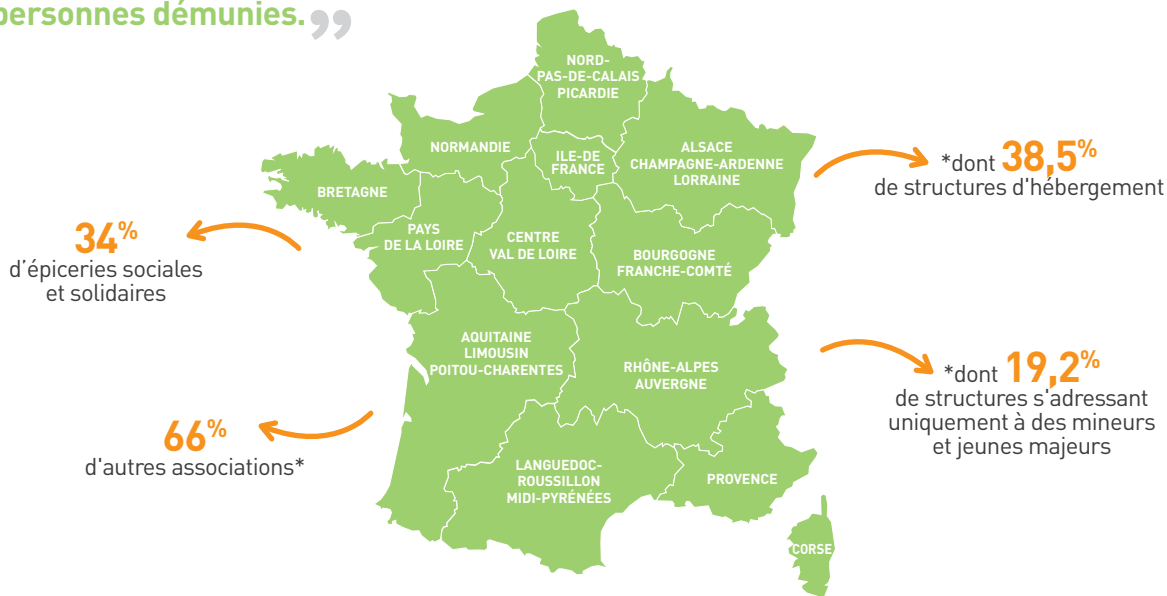 personnes démunies.”
NORD-
PAS-DE-CALAIS
PICARDIE
NORMANDIE
ILE-DE
FRANCE
ALSACE
CHAMPAGNE-ARDENNE
LORRAINE
BRETAGNE
PAYS
DE LA LOIRE
CENTRE
VAL DE LOIRE
BOURGOGNE
FRANCHE-COMTÉ
AQUITAINE
LIMOUSIN
POITOU-CHARENTES
RHÔNE-ALPES
AUVERGNE
LANGUEDOC-
ROUSSILLON
MIDI-PYRÉNÉES
PROVENCE
CORSE
34%
d'épiceries sociales
et solidaires
66%
d'autres associations*
*dont 38,5%
de structures d'hébergement
*dont 19,2%
de structures s'adressant
uniquement à des mineurs
et jeunes majeurs